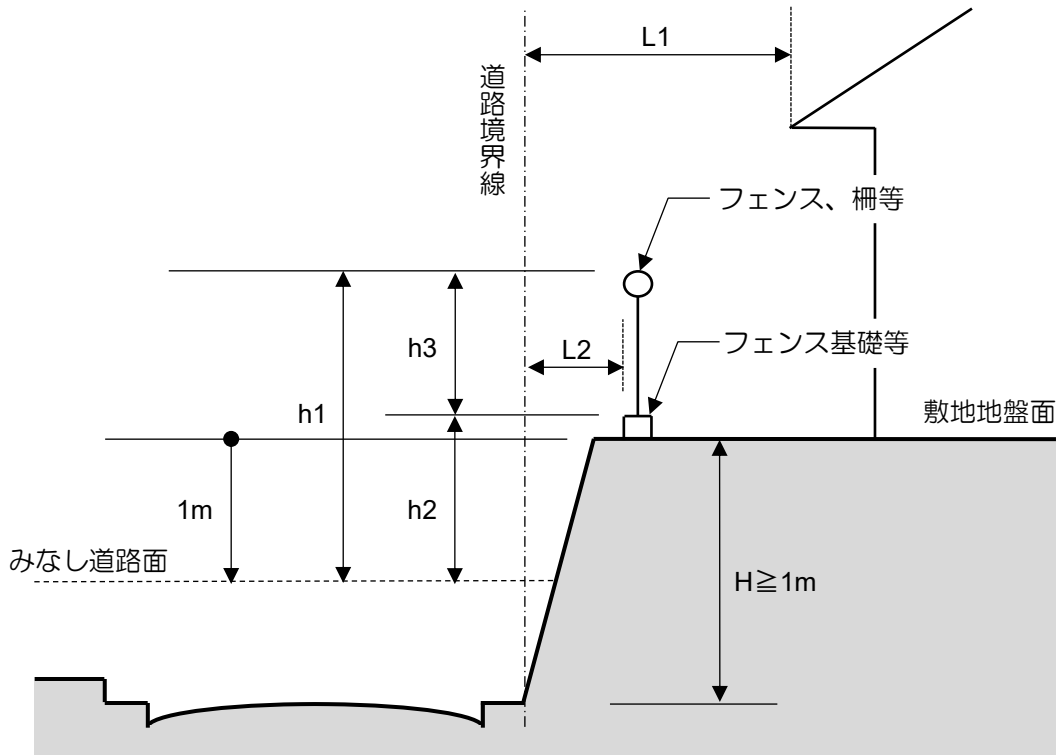 L1
道路境界線
フェンス、柵等
h3
L2
フェンス基礎等
h1
敷地地盤面
1m
h2
みなし道路面
H≧1m